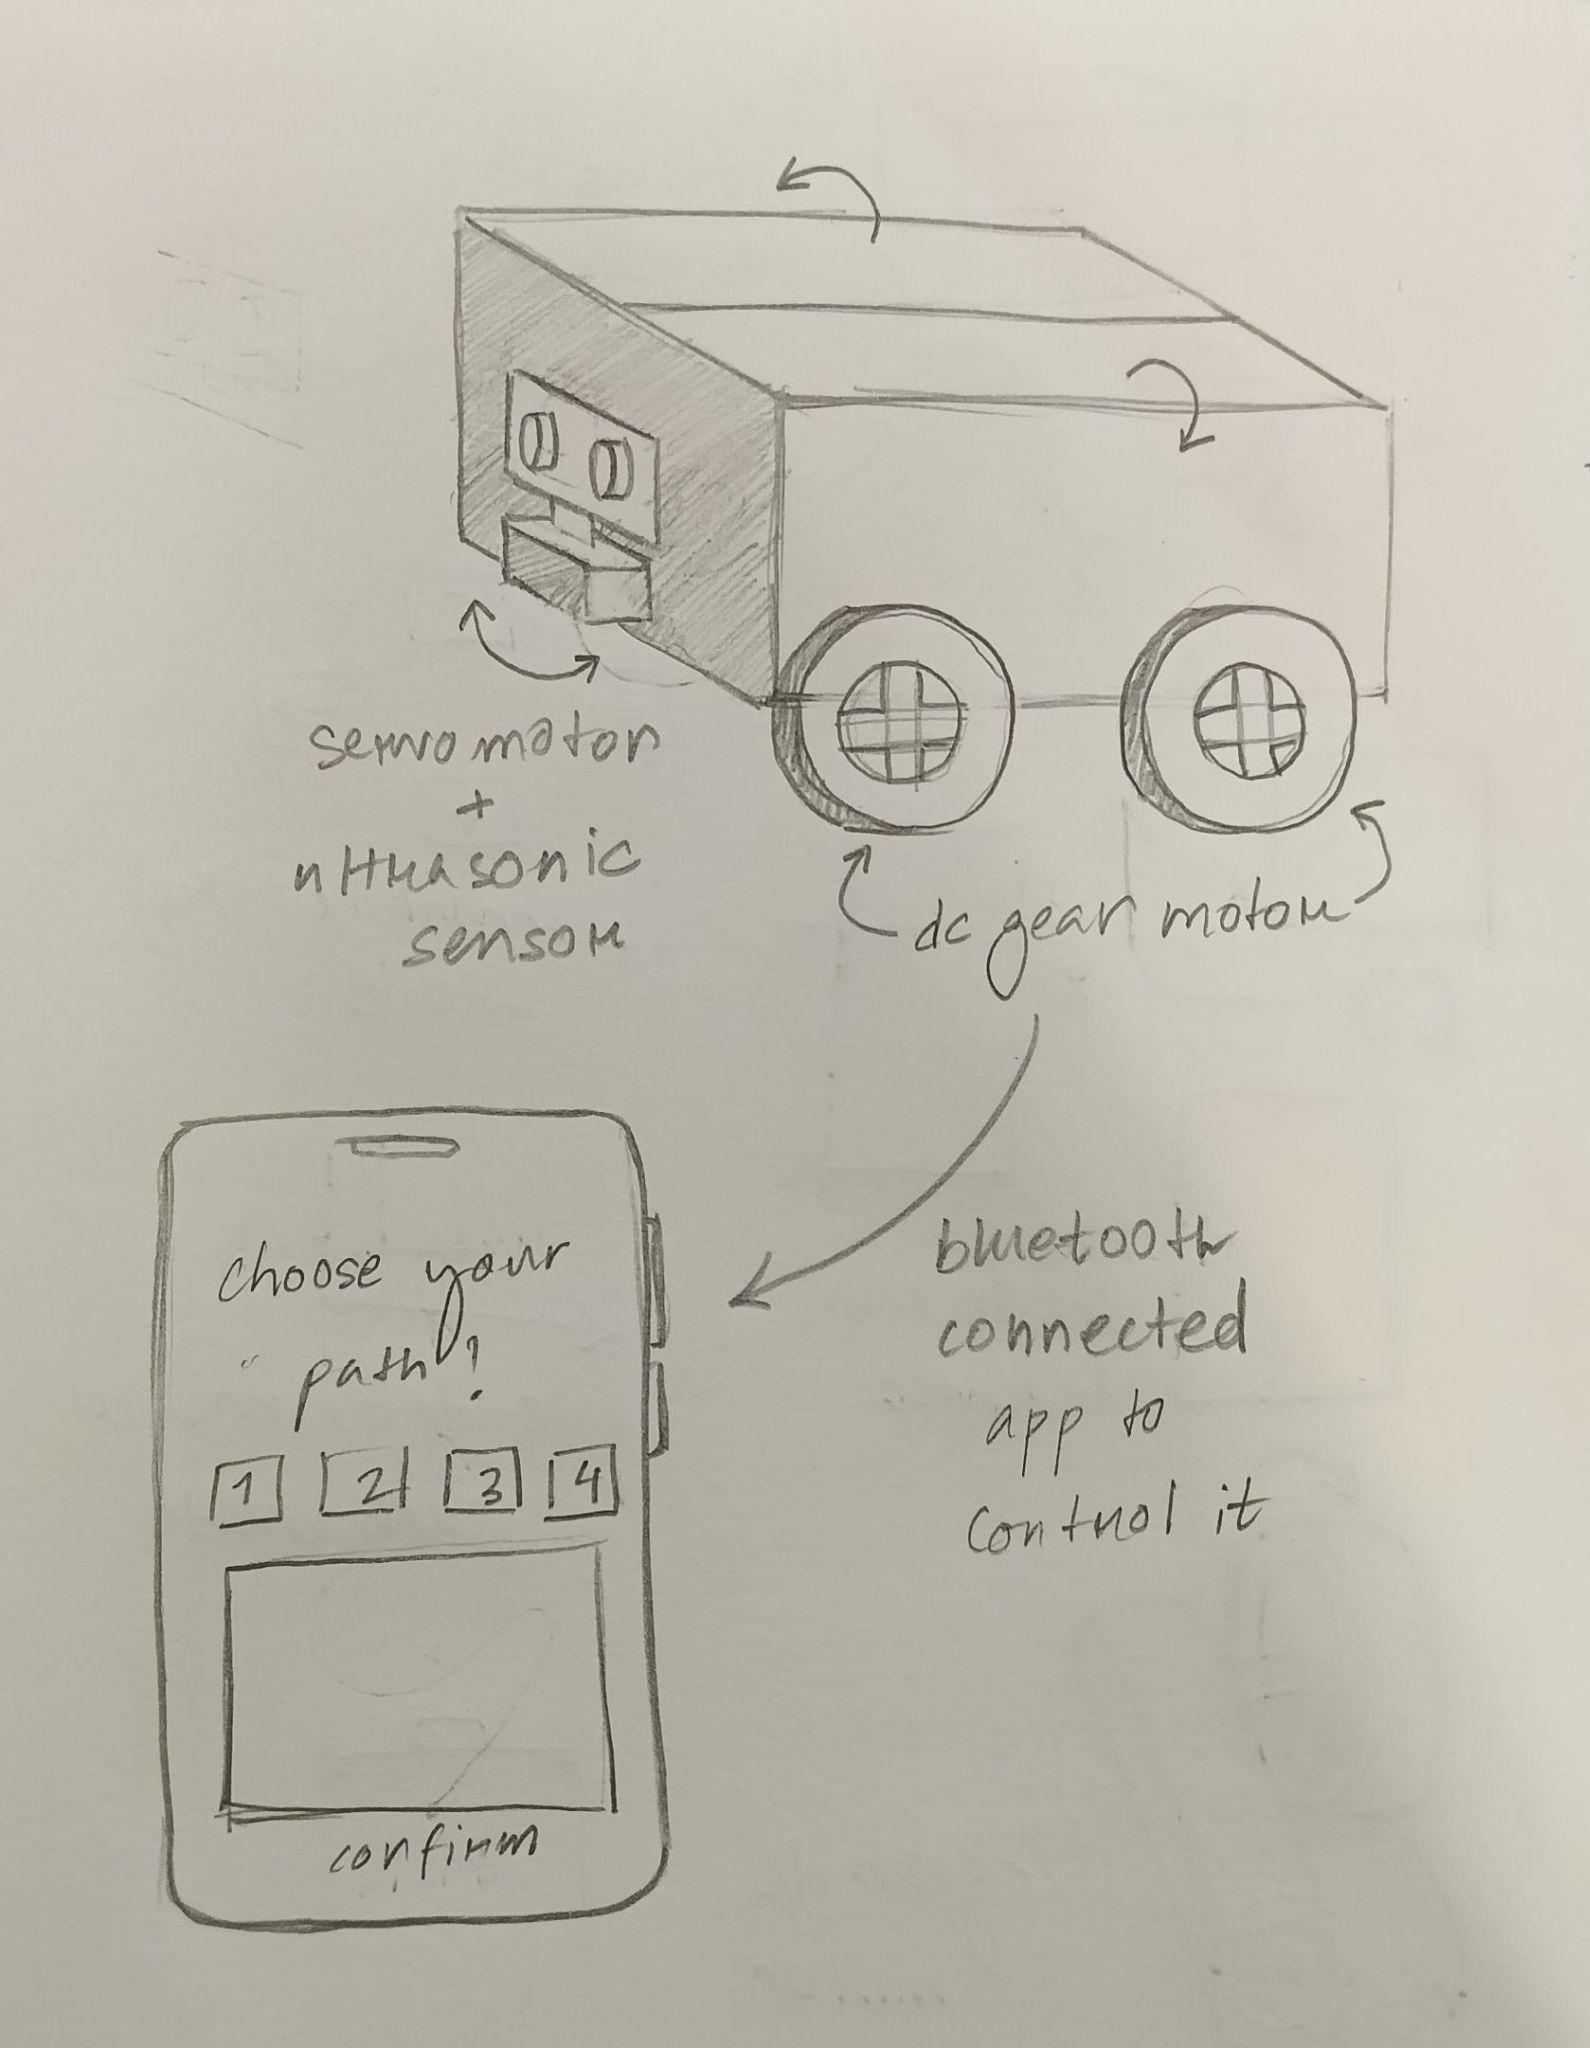 servo motor
+
ultrasonic
sensor
dc gear motor
bluetooth
connected
app to
control it
choose your
path!
1 2 3 4
confirm